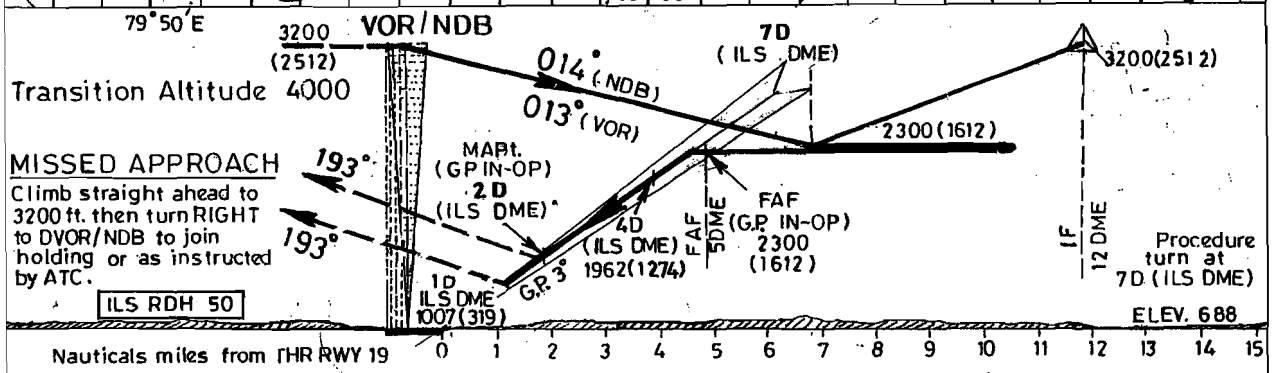 79°50'E
3200
(2512)
VOR/NDB
7D
(ILS DME)
3200(2512)
Transition Altitude 4000
014°(NDB)
013°(VOR)
2300(1612)
MISSED APPROACH
Climb straight ahead to
3200 ft. then turn RIGHT
to DVOR/NDB to join
holding or as instructed
by ATC.
193°
193°
MAPt.
(GP IN-OP)
2D
(ILS DME)
4D
(ILS DME)
1962(1274)
FAF
5DME
FAF
(G.P. IN-OP)
2300
(1612)
IF
12 DME
Procedure
turn at
7D (ILS DME)
G.P. 3°
1D
ILS DME
1007(319)
ILS RDH 50
ELEV. 688
Nauticals miles from THR RWY 19
0 1 2 3 4 5 6 7 8 9 10 11 12 13 14 15